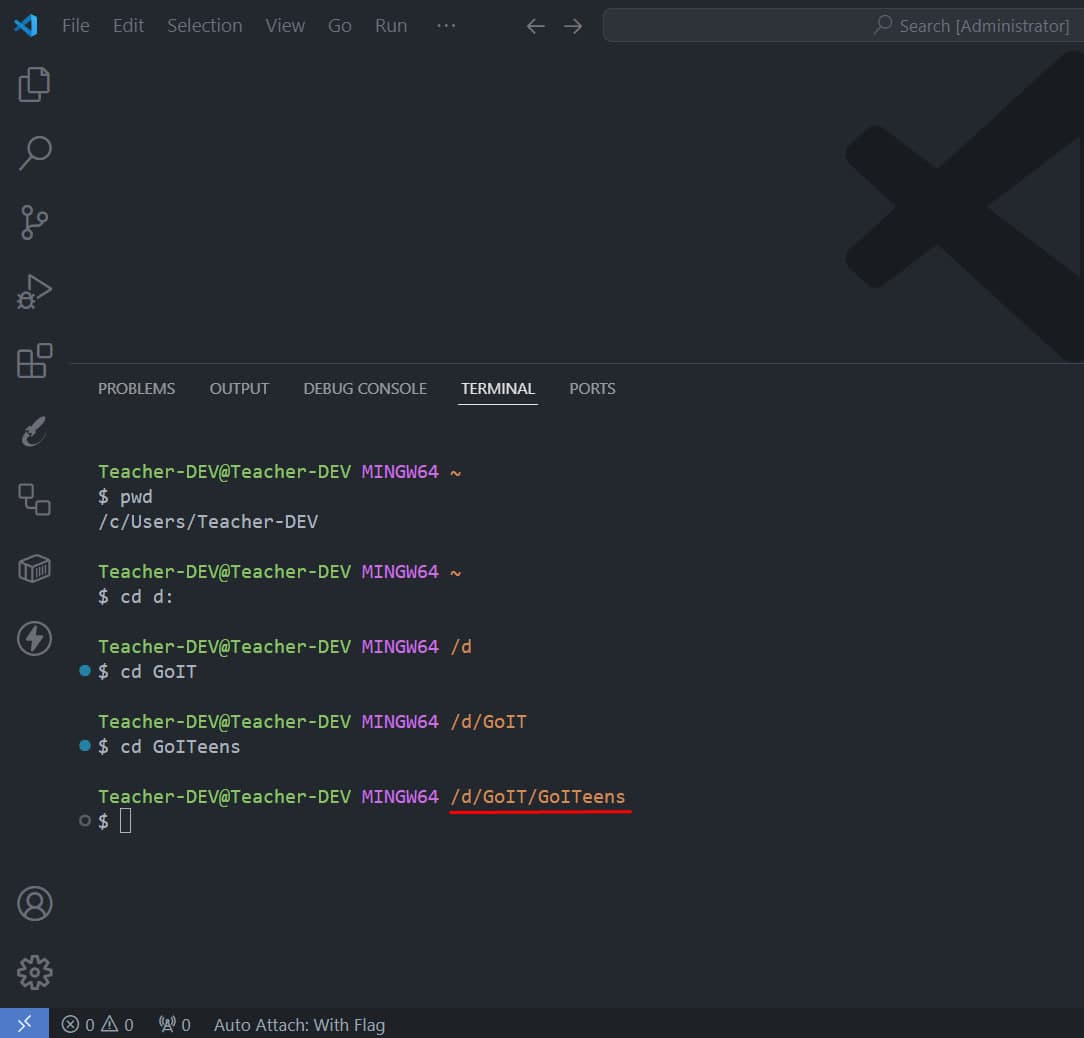 File Edit Selection View Go Run ···
Search [Administrator]
PROBLEMS OUTPUT DEBUG CONSOLE TERMINAL PORTS
Teacher-DEV@Teacher-DEV MINGW64 ~
$ pwd
/c/Users/Teacher-DEV
Teacher-DEV@Teacher-DEV MINGW64 ~
$ cd d:
Teacher-DEV@Teacher-DEV MINGW64 /d
$ cd GoIT
Teacher-DEV@Teacher-DEV MINGW64 /d/GoIT
$ cd GoITeens
Teacher-DEV@Teacher-DEV MINGW64 /d/GoIT/GoITeens
$
0 0 0 Auto Attach: With Flag